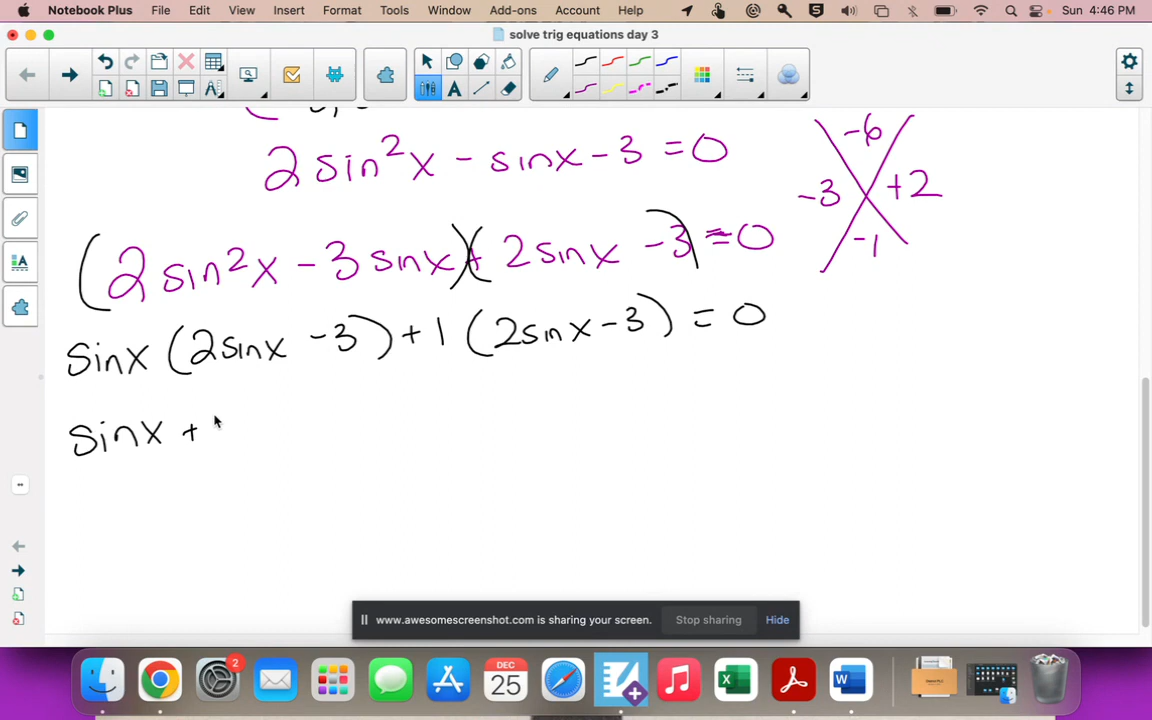 Notebook Plus File Edit View Insert Format Tools Window Add-ons Account Help Sun 4:46 PM
solve trig equations day 3
2 sin²x - sinx - 3 = 0
-6
-3 +2
-1
(2 sin²x - 3 sinx)+(2 sinx - 3) = 0
sinx (2sinx - 3) + 1 (2sinx - 3) = 0
sinx +
www.awesomescreenshot.com is sharing your screen. Stop sharing Hide
2
DEC
25